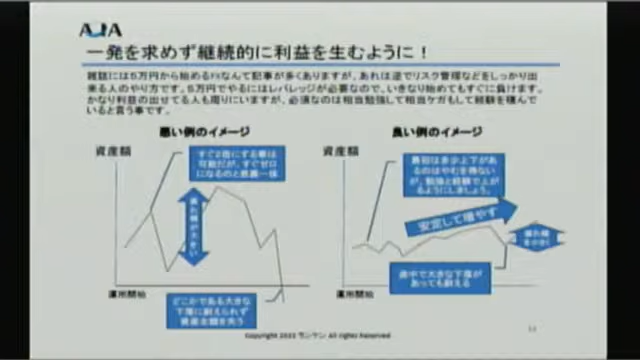 AJA
一発を求めず継続的に利益を生むように！
雑誌には5万円から始めるFXなんて記事が多くありますが、あれは逆でリスク管理などをしっかり出
来る人のやり方です。5万円でやるにはレバレッジが必要なので、いきなり始めてもすぐに負けます。
かなり利益の出せてる人も周りにいますが、必須なのは相当勉強して相当ケガもして経験を積んで
いると言う事です。
悪い例のイメージ
良い例のイメージ
資産額
すぐ2倍にする事は
可能だが、すぐゼロ
になるのと表裏一体
振れ幅が大きい
どこかである大きな
下落に耐えられず
資産全額を失う
運用開始
資産額
最初は多少上下があ
るのはやむを得ない
が、勉強と経験で上が
るようにしましょう。
安定して増やす
振れ幅
を小さく
途中で大きな下落が
あっても耐える
運用開始
Copyright 2022 サンケン All rights Reserved